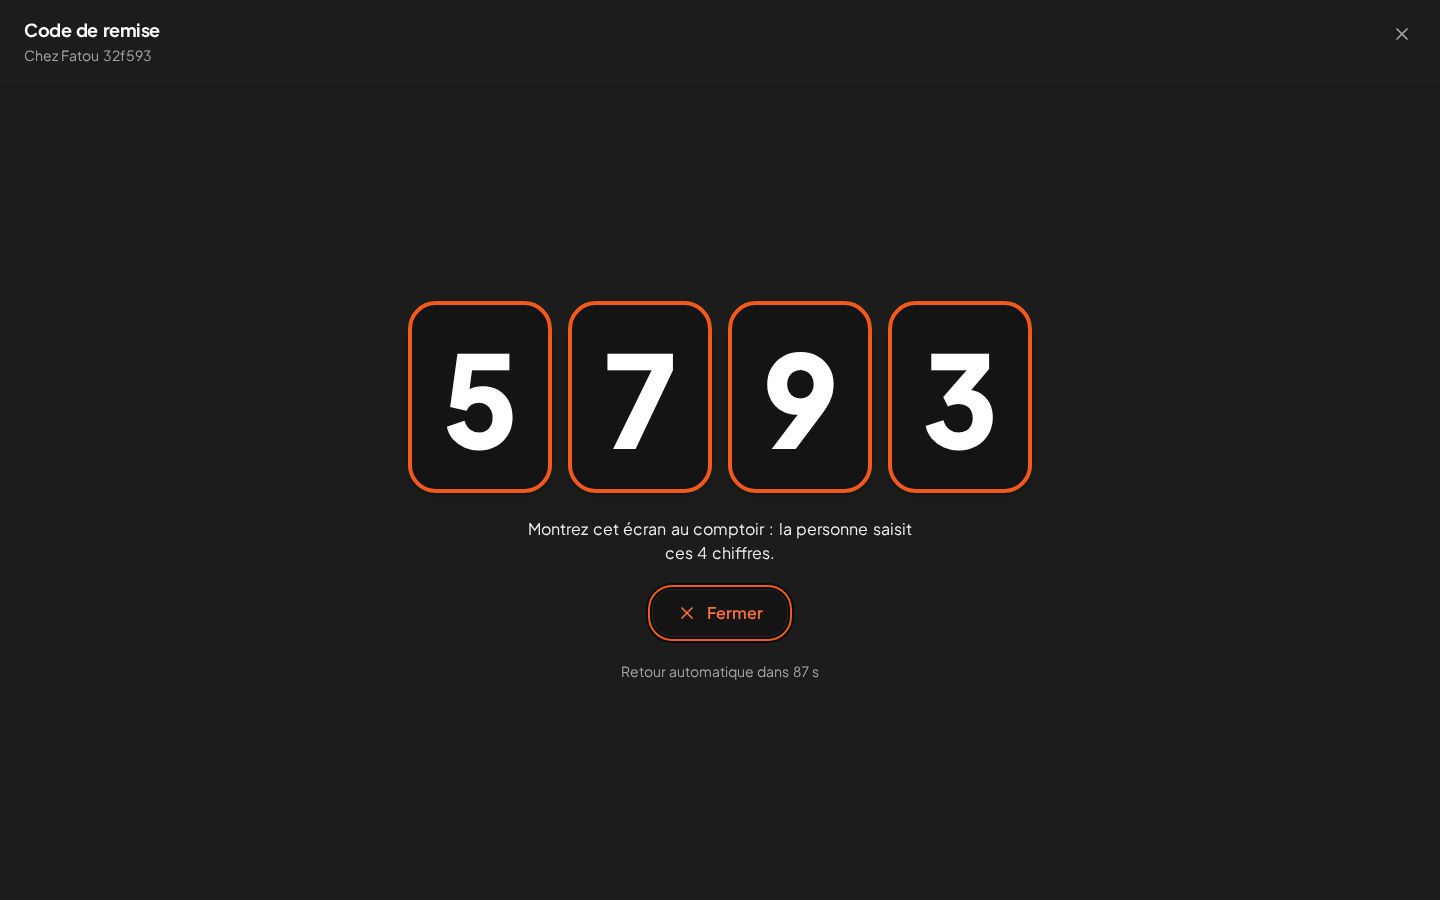 Code de remise
Chez Fatou 32f593
5 7 9 3
Montrez cet écran au comptoir : la personne saisit
ces 4 chiffres.
Fermer
Retour automatique dans 87 s